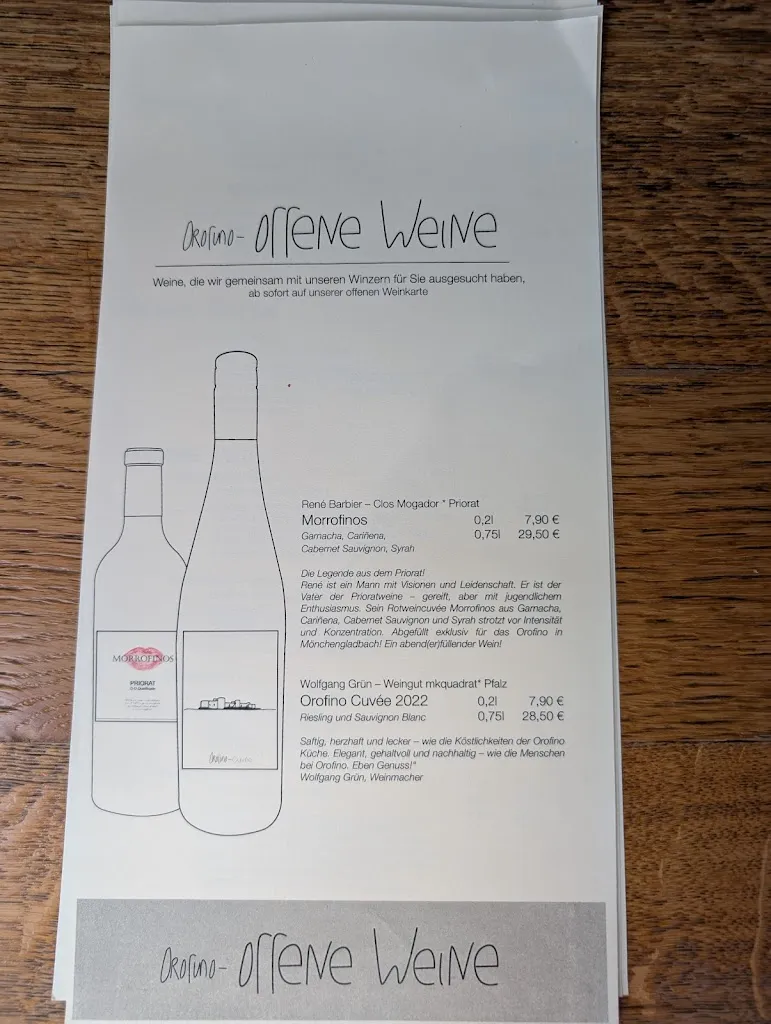 Orofino - Offene Weine
Weine, die wir gemeinsam mit unseren Winzern für Sie ausgesucht haben,
ab sofort auf unserer offenen Weinkarte
René Barbier – Clos Mogador * Priorat
Morrofinos 0,2l 7,90 €
Garnacha, Cariñena, 0,75l 29,50 €
Cabernet Sauvignon, Syrah
Die Legende aus dem Priorat!
René ist ein Mann mit Visionen und Leidenschaft. Er ist der
Vater der Prioratweine – gereift, aber mit jugendlichem
Enthusiasmus. Sein Rotweincuvée Morrofinos aus Garnacha,
Cariñena, Cabernet Sauvignon und Syrah strotzt vor Intensität
und Konzentration. Abgefüllt exklusiv für das Orofino in
Mönchengladbach! Ein abend(er)füllender Wein!
MORROFINOS
PRIORAT
Wolfgang Grün – Weingut mkquadrat* Pfalz
Orofino Cuvée 2022 0,2l 7,90 €
Riesling und Sauvignon Blanc 0,75l 28,50 €
Saftig, herzhaft und lecker – wie die Köstlichkeiten der Orofino
Küche. Elegant, gehaltvoll und nachhaltig – wie die Menschen
bei Orofino. Eben Genuss!"
Wolfgang Grün, Weinmacher
Orofino - Cuvée
Orofino - Offene Weine